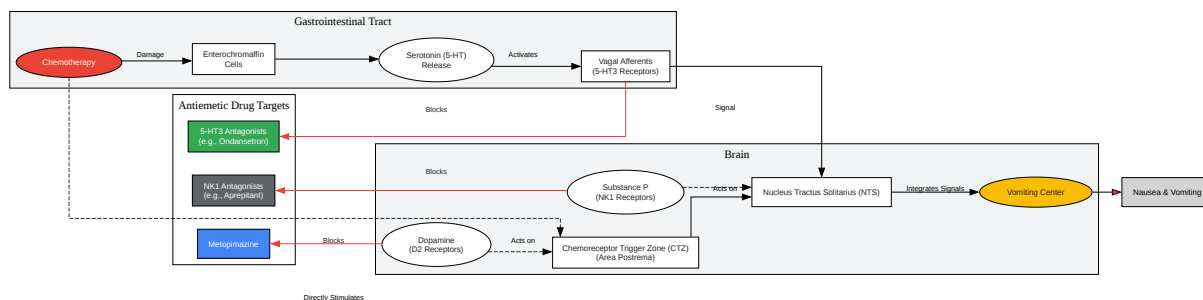 Gastrointestinal Tract
Chemotherapy
Damage
Enterochromaffin
Cells
Serotonin (5-HT)
Release
Activates
Vagal Afferents
(5-HT3 Receptors)
Antiemetic Drug Targets
Blocks
Signal
5-HT3 Antagonists
(e.g., Ondansetron)
Brain
Blocks
NK1 Antagonists
(e.g., Aprepitant)
Substance P
(NK1 Receptors)
Acts on
Nucleus Tractus Solitarius (NTS)
Integrates Signals
Vomiting Center
Nausea & Vomiting
Metopimazine
Blocks
Dopamine
(D2 Receptors)
Acts on
Chemoreceptor Trigger Zone (CTZ)
(Area Postrema)
Directly Stimulates